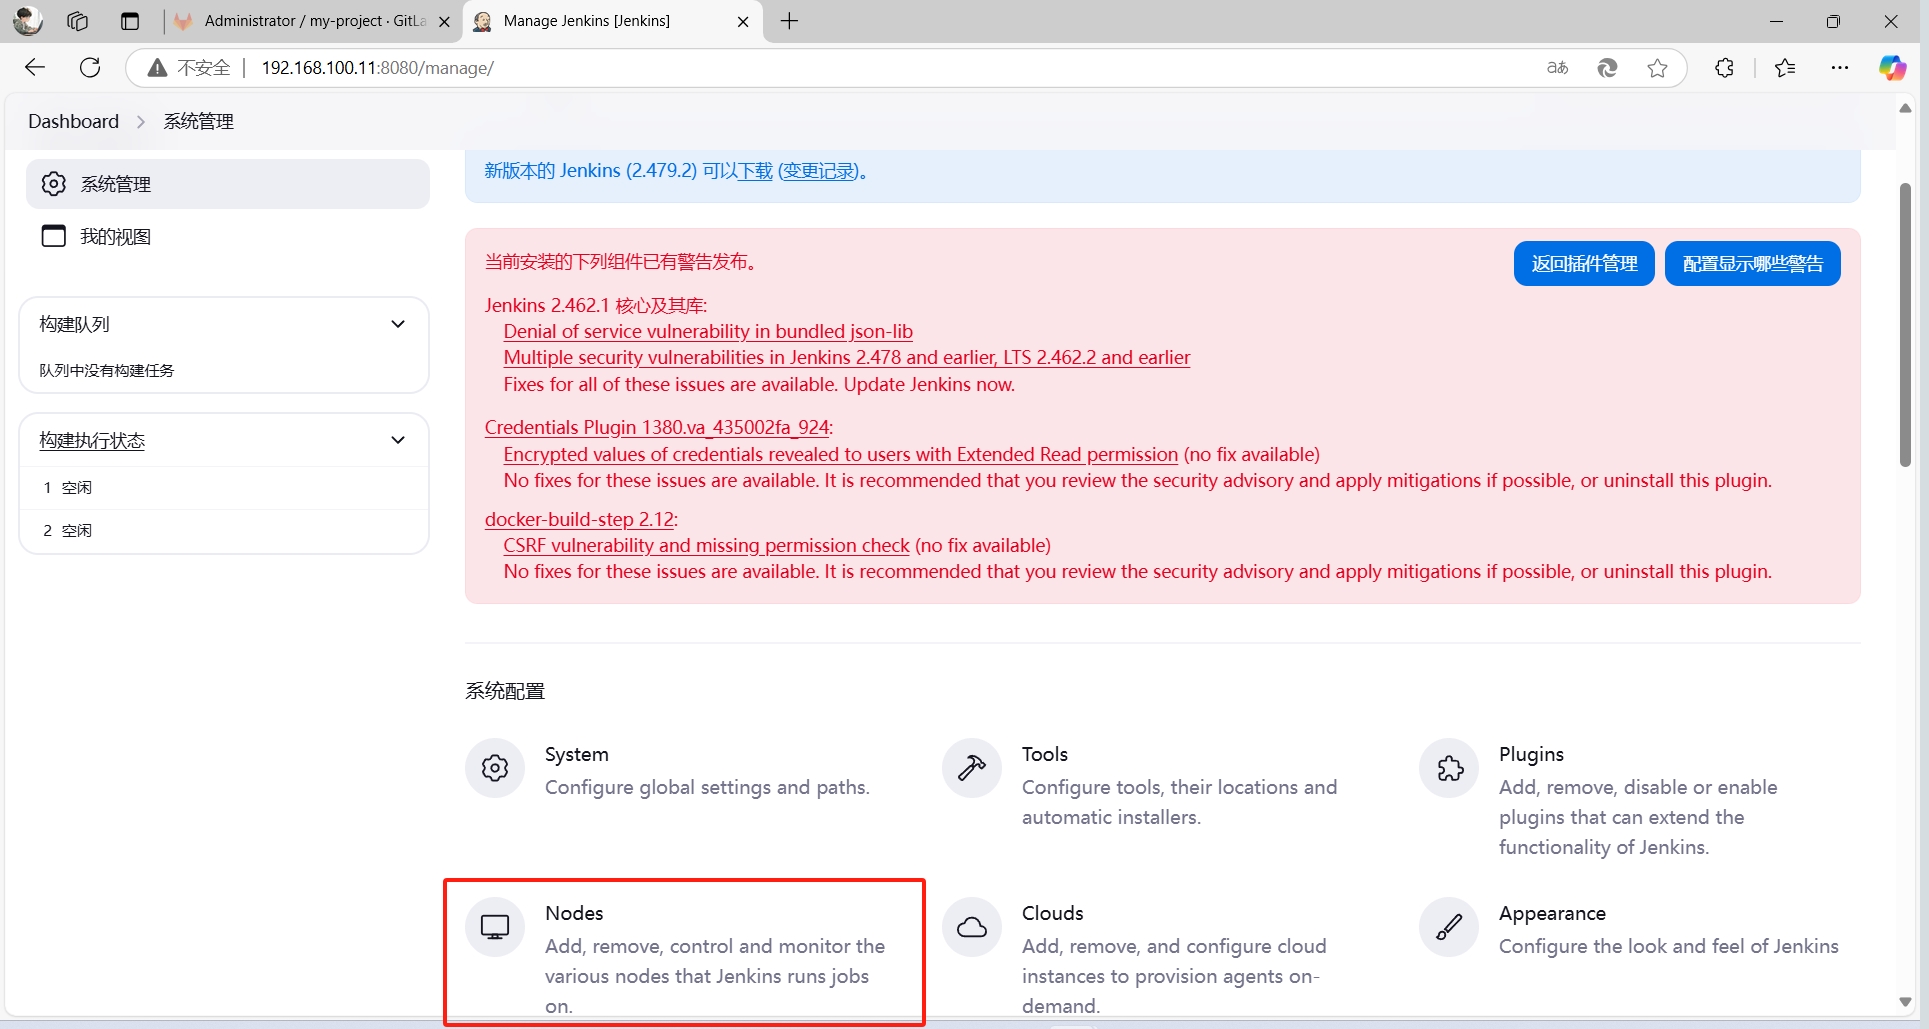 Administrator / my-project · GitLa
Manage Jenkins [Jenkins]
不安全
192.168.100.11:8080/manage/
aあ
Dashboard
系统管理
系统管理
我的视图
构建队列
队列中没有构建任务
构建执行状态
1 空闲
2 空闲
新版本的 Jenkins (2.479.2) 可以下载 (变更记录)。
当前安装的下列组件已有警告发布。
返回插件管理
配置显示哪些警告
Jenkins 2.462.1 核心及其库:
Denial of service vulnerability in bundled json-lib
Multiple security vulnerabilities in Jenkins 2.478 and earlier, LTS 2.462.2 and earlier
Fixes for all of these issues are available. Update Jenkins now.
Credentials Plugin 1380.va_435002fa_924:
Encrypted values of credentials revealed to users with Extended Read permission (no fix available)
No fixes for these issues are available. It is recommended that you review the security advisory and apply mitigations if possible, or uninstall this plugin.
docker-build-step 2.12:
CSRF vulnerability and missing permission check (no fix available)
No fixes for these issues are available. It is recommended that you review the security advisory and apply mitigations if possible, or uninstall this plugin.
系统配置
System
Configure global settings and paths.
Tools
Configure tools, their locations and
automatic installers.
Plugins
Add, remove, disable or enable
plugins that can extend the
functionality of Jenkins.
Nodes
Add, remove, control and monitor the
various nodes that Jenkins runs jobs
on.
Clouds
Add, remove, and configure cloud
instances to provision agents on-
demand.
Appearance
Configure the look and feel of Jenkins